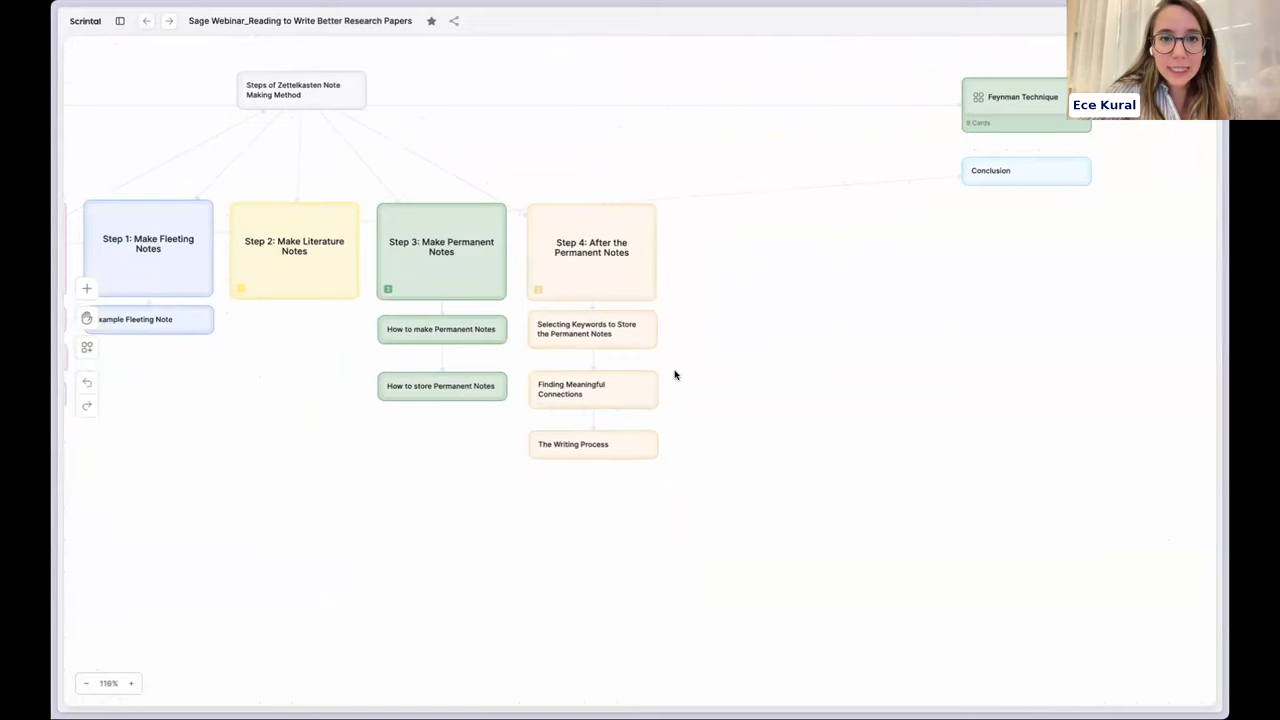 Scrintal
Sage Webinar_Reading to Write Better Research Papers
Ece Kural
Steps of Zettelkasten Note
Making Method
Feynman Technique
9 Cards
Conclusion
Step 1: Make Fleeting
Notes
Step 2: Make Literature
Notes
Step 3: Make Permanent
Notes
Step 4: After the
Permanent Notes
xample Fleeting Note
How to make Permanent Notes
How to store Permanent Notes
Selecting Keywords to Store
the Permanent Notes
Finding Meaningful
Connections
The Writing Process
116%